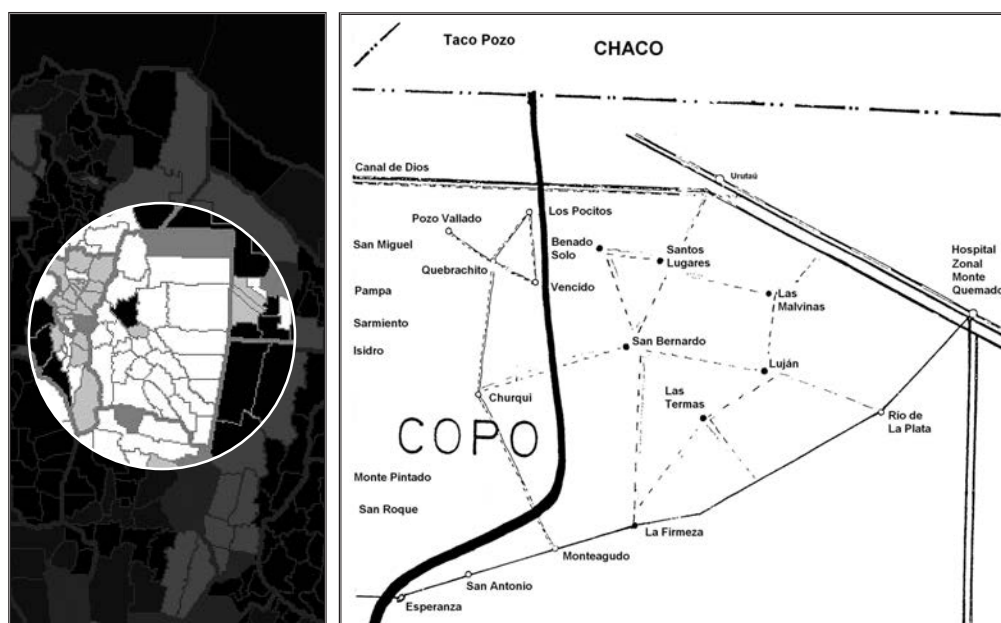 Taco Pozo
CHACO
Canal de Dios
Urutaú
Los Pocitos
Pozo Vallado
San Miguel
Quebrachito
Benado
Solo
Santos
Lugares
Hospital
Zonal
Monte
Quemado
Pampa
Vencido
Las
Malvinas
Sarmiento
Isidro
San Bernardo
Luján
Churqui
Las
Termas
Río de
La Plata
COPO
Monte Pintado
San Roque
La Firmeza
Monteagudo
San Antonio
Esperanza